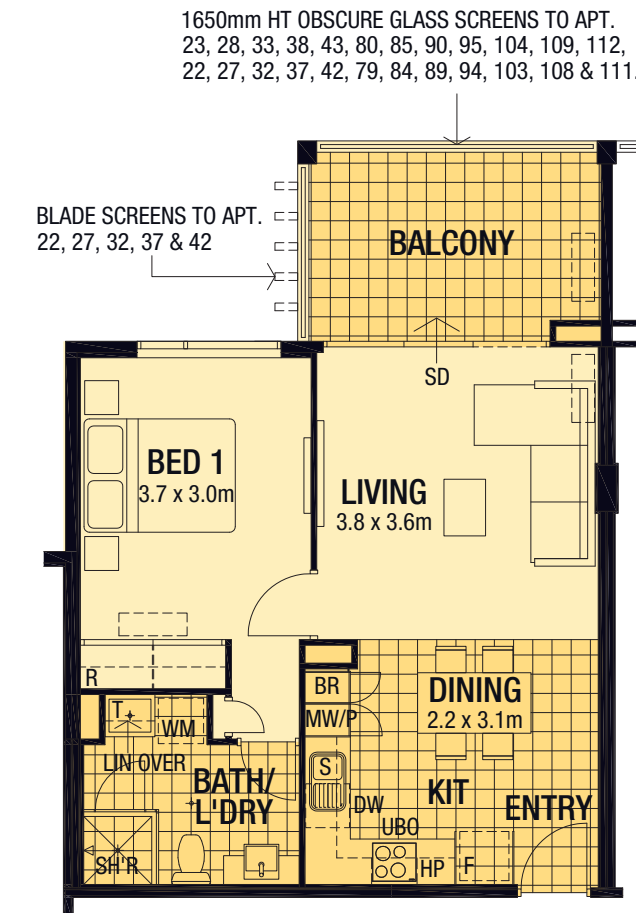 1650mm HT OBSCURE GLASS SCREENS TO APT.
23, 28, 33, 38, 43, 80, 85, 90, 95, 104, 109, 112,
22, 27, 32, 37, 42, 79, 84, 89, 94, 103, 108 & 111.
BLADE SCREENS TO APT.
22, 27, 32, 37 & 42
BALCONY
SD
BED 1
3.7 x 3.0m
LIVING
3.8 x 3.6m
R
BR
MW/P
DINING
2.2 x 3.1m
T
WM
LIN OVER
BATH/
L'DRY
S
DW
KIT
ENTRY
UBO
SH'R
HP
F